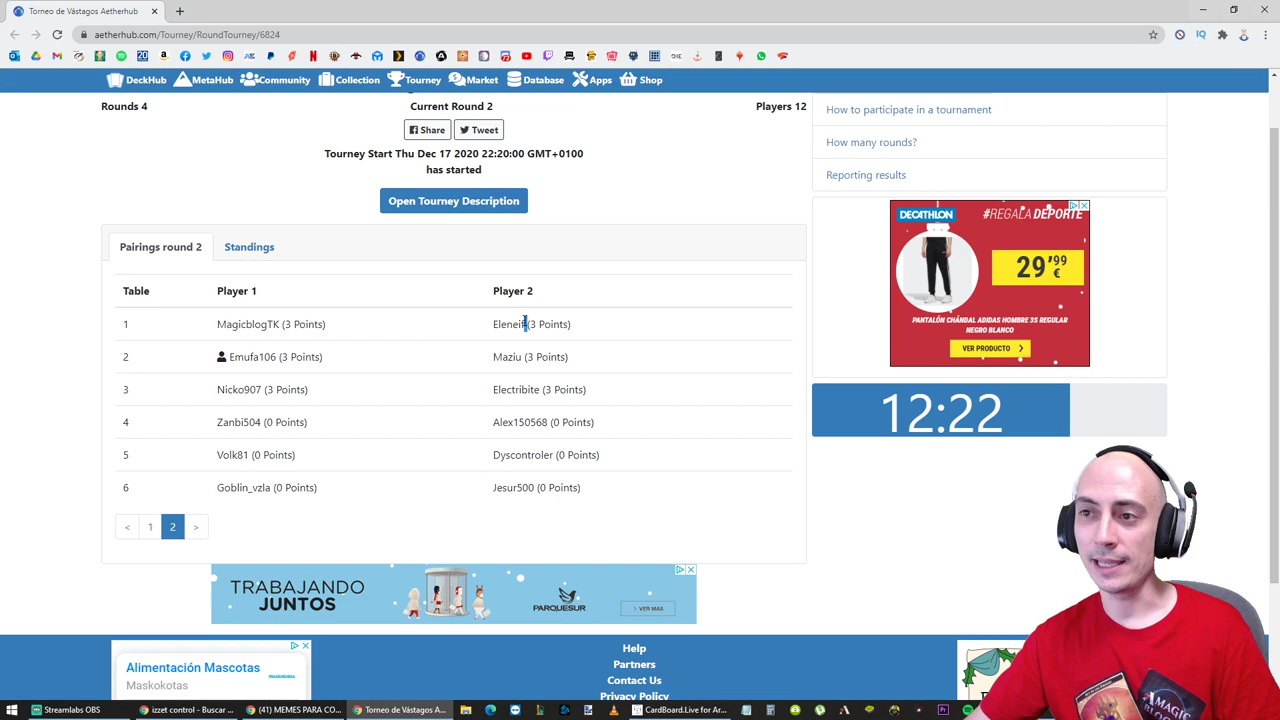 Torneo de Vástagos Aetherhub
aetherhub.com/Tourney/RoundTourney/6824
DeckHub MetaHub Community Collection Tourney Market Database Apps Shop
Rounds 4 Current Round 2 Players 12
Share Tweet
Tourney Start Thu Dec 17 2020 22:20:00 GMT+0100
has started
Open Tourney Description
Pairings round 2 Standings
Table Player 1 Player 2
1 MagicblogTK (3 Points) (3 Points)
2 Emufa106 (3 Points) Maziu (3 Points)
3 Nicko907 (3 Points) Electribite (3 Points)
4 Zanbi504 (0 Points) Alex150568 (0 Points)
5 Volk81 (0 Points) Dyscontroler (0 Points)
6 Goblin_vzla (0 Points) Jesur500 (0 Points)
< 1 2 >
How to participate in a tournament
How many rounds?
Reporting results
DECATHLON #REGALA DEPORTE
29'99 €
PANTALÓN CHÁNDAL ADIDAS HOMBRE 3S REGULAR
NEGRO BLANCO
VER PRODUCTO
12:22
TRABAJANDO
JUNTOS
PARQUESUR
> VER MAS
Alimentación Mascotas
Maskokotas
Help
Partners
Contact Us
Privacy Policy
MAGIC
Streamlabs OBS izzet control - Buscar ... (41) MEMES PARA CO... Torneo de Vástagos A... CardBoard.Live for Ar...